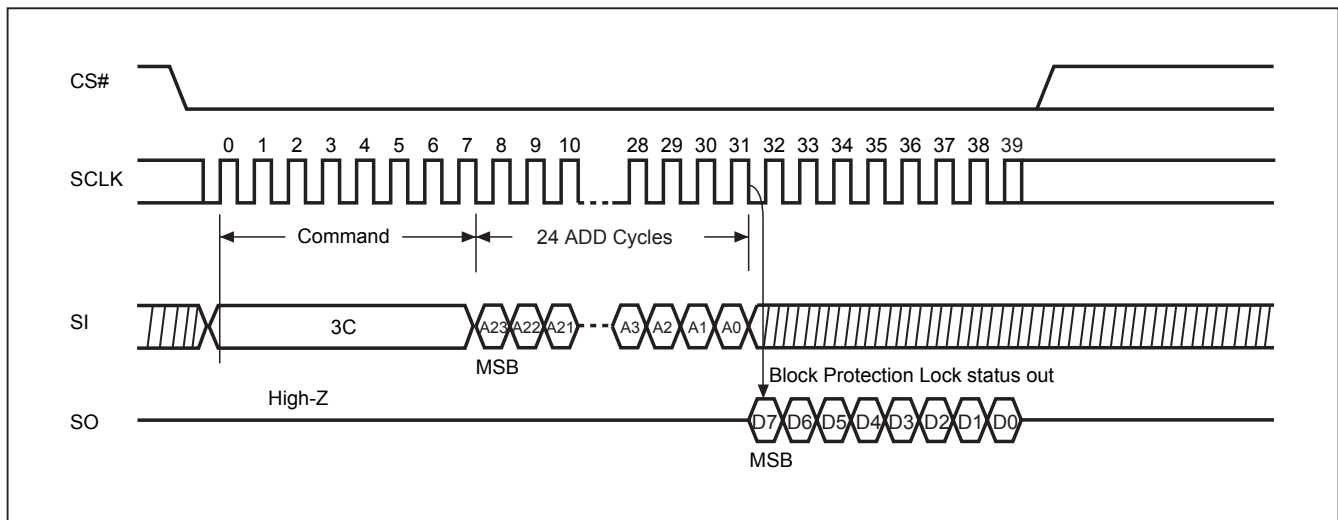 CS#
0 1 2 3 4 5 6 7 8 9 10 28 29 30 31 32 33 34 35 36 37 38 39
SCLK
Command 24 ADD Cycles
SI 3C A23 A22 A21 A3 A2 A1 A0
MSB
Block Protection Lock status out
High-Z
SO D7 D6 D5 D4 D3 D2 D1 D0
MSB